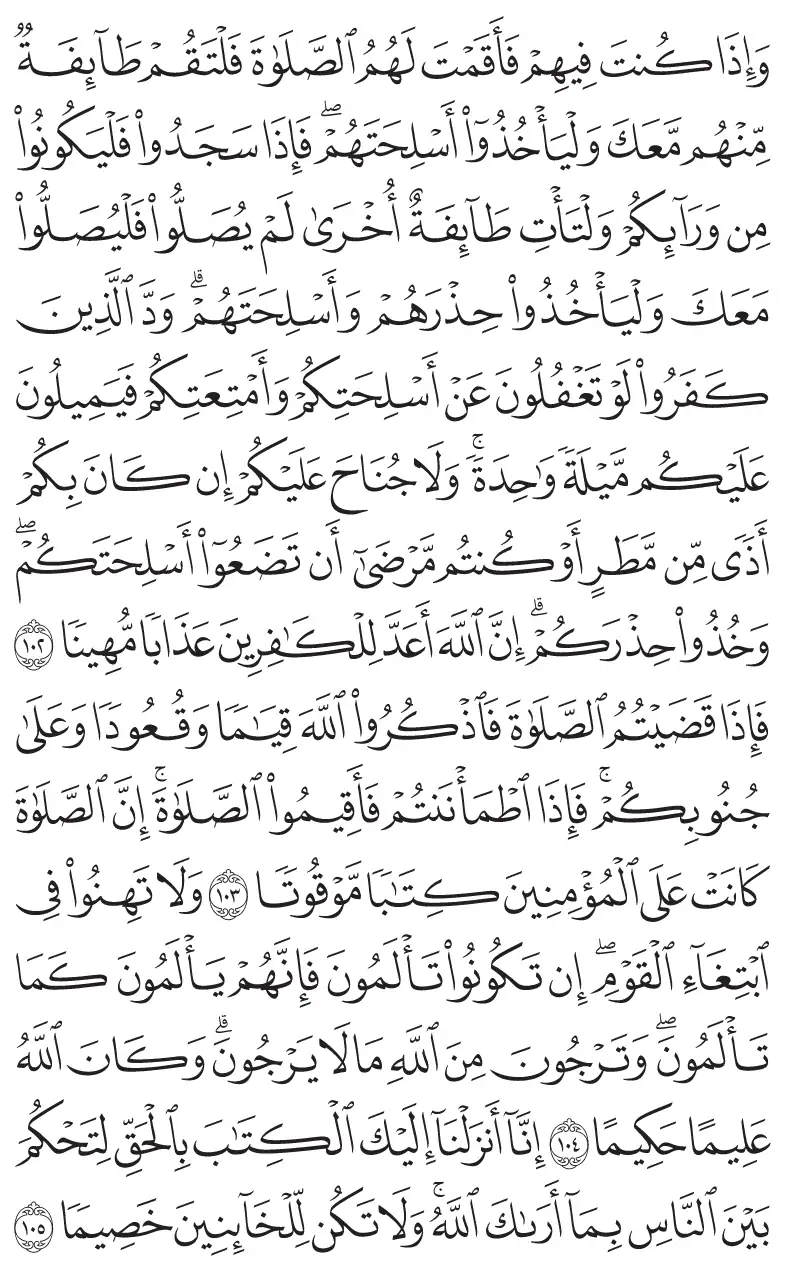 وَإِذَا كُنتَ فِيهِمْ فَأَقَمْتَ لَهُمُ ٱلصَّلَوٰةَ فَلْتَقُمْ طَآئِفَةٌ
مِّنْهُم مَّعَكَ وَلْيَأْخُذُوٓا۟ أَسْلِحَتَهُمْۖ فَإِذَا سَجَدُوا۟ فَلْيَكُونُوا۟
مِن وَرَآئِكُمْ وَلْتَأْتِ طَآئِفَةٌ أُخْرَىٰ لَمْ يُصَلُّوا۟ فَلْيُصَلُّوا۟
مَعَكَ وَلْيَأْخُذُوا۟ حِذْرَهُمْ وَأَسْلِحَتَهُمْۗ وَدَّ ٱلَّذِينَ
كَفَرُوا۟ لَوْ تَغْفُلُونَ عَنْ أَسْلِحَتِكُمْ وَأَمْتِعَتِكُمْ فَيَمِيلُونَ
عَلَيْكُم مَّيْلَةً وَٰحِدَةًۚ وَلَا جُنَاحَ عَلَيْكُمْ إِن كَانَ بِكُمْ
أَذًى مِّن مَّطَرٍ أَوْ كُنتُم مَّرْضَىٰٓ أَن تَضَعُوٓا۟ أَسْلِحَتَكُمْۖ
وَخُذُوا۟ حِذْرَكُمْۗ إِنَّ ٱللَّهَ أَعَدَّ لِلْكَـٰفِرِينَ عَذَابًا مُّهِينًا ١٠٢
فَإِذَا قَضَيْتُمُ ٱلصَّلَوٰةَ فَٱذْكُرُوا۟ ٱللَّهَ قِيَـٰمًا وَقُعُودًا وَعَلَىٰ
جُنُوبِكُمْۚ فَإِذَا ٱطْمَأْنَنتُمْ فَأَقِيمُوا۟ ٱلصَّلَوٰةَۚ إِنَّ ٱلصَّلَوٰةَ
كَانَتْ عَلَى ٱلْمُؤْمِنِينَ كِتَـٰبًا مَّوْقُوتًا ١٠٣ وَلَا تَهِنُوا۟ فِى
ٱبْتِغَآءِ ٱلْقَوْمِۖ إِن تَكُونُوا۟ تَأْلَمُونَ فَإِنَّهُمْ يَأْلَمُونَ كَمَا
تَأْلَمُونَۖ وَتَرْجُونَ مِنَ ٱللَّهِ مَا لَا يَرْجُونَۗ وَكَانَ ٱللَّهُ
عَلِيمًا حَكِيمًا ١٠٤ إِنَّآ أَنزَلْنَآ إِلَيْكَ ٱلْكِتَـٰبَ بِٱلْحَقِّ لِتَحْكُمَ
بَيْنَ ٱلنَّاسِ بِمَآ أَرَىٰكَ ٱللَّهُۚ وَلَا تَكُن لِّلْخَآئِنِينَ خَصِيمًا ١٠٥